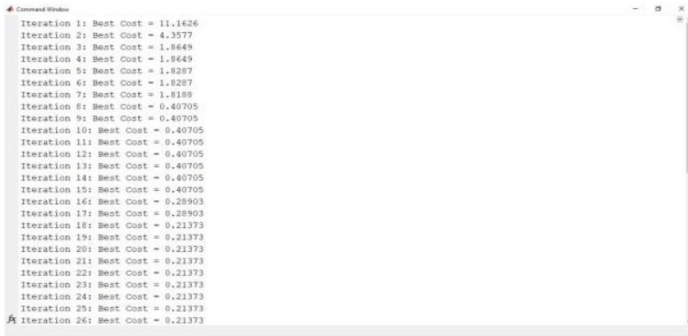 Command Window
Iteration 1: Best Cost = 11.1626
Iteration 2: Best Cost = 4.3577
Iteration 3: Best Cost = 1.8649
Iteration 4: Best Cost = 1.8649
Iteration 5: Best Cost = 1.8287
Iteration 6: Best Cost = 1.8287
Iteration 7: Best Cost = 1.8188
Iteration 8: Best Cost = 0.40705
Iteration 9: Best Cost = 0.40705
Iteration 10: Best Cost = 0.40705
Iteration 11: Best Cost = 0.40705
Iteration 12: Best Cost = 0.40705
Iteration 13: Best Cost = 0.40705
Iteration 14: Best Cost = 0.40705
Iteration 15: Best Cost = 0.40705
Iteration 16: Best Cost = 0.28903
Iteration 17: Best Cost = 0.28903
Iteration 18: Best Cost = 0.21373
Iteration 19: Best Cost = 0.21373
Iteration 20: Best Cost = 0.21373
Iteration 21: Best Cost = 0.21373
Iteration 22: Best Cost = 0.21373
Iteration 23: Best Cost = 0.21373
Iteration 24: Best Cost = 0.21373
Iteration 25: Best Cost = 0.21373
fx Iteration 26: Best Cost = 0.21373